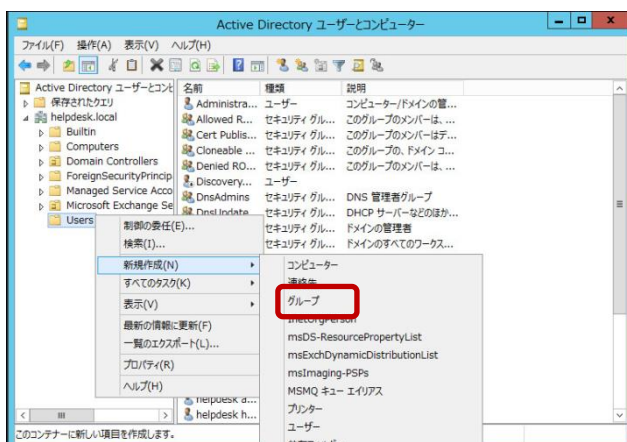 Active Directory ユーザーとコンピューター
ファイル(F) 操作(A) 表示(V) ヘルプ(H)
Active Directory ユーザーとコンピ
保存されたクエリ
helpdesk.local
Builtin
Computers
Domain Controllers
ForeignSecurityPrincip
Managed Service Acco
Microsoft Exchange Se
Users
名前 種類 説明
Administra... ユーザー コンピューター/ドメインの管...
Allowed R... セキュリティ グル... このグループのメンバーは、...
Cert Publis... セキュリティ グル... このグループのメンバーはデ...
Cloneable ... セキュリティ グル... このグループの、ドメイン コ...
Denied RO... セキュリティ グル... このグループのメンバーは、...
Discovery... ユーザー
DnsAdmins セキュリティ グル... DNS 管理者グループ
DnsUpdate セキュリティ グル... DHCP サーバーなどのほか...
セキュリティ グル... ドメインの管理者
セキュリティ グル... ドメインのすべてのワークス...
制御の委任(E)...
検索(I)...
新規作成(N)
すべてのタスク(K)
表示(V)
最新の情報に更新(F)
一覧のエクスポート(L)...
プロパティ(R)
ヘルプ(H)
コンピューター
連絡先
グループ
InetOrgPerson
msDS-ResourcePropertyList
msExchDynamicDistributionList
msImaging-PSPs
MSMQ キュー エイリアス
プリンター
ユーザー
helpdesk a...
helpdesk h...
このコンテナーに新しい項目を作成します。